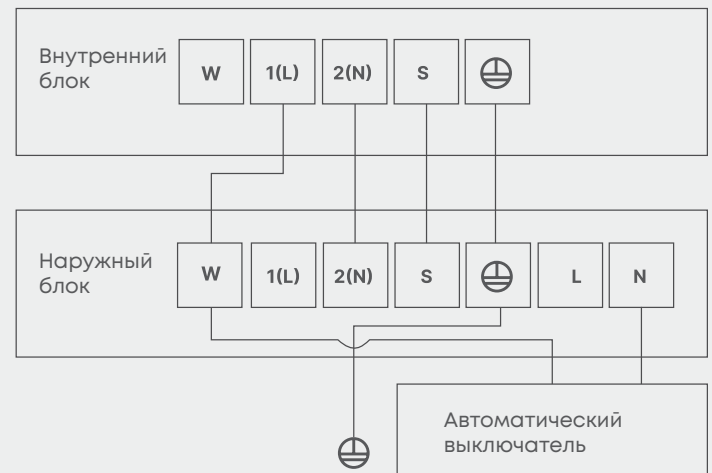 Внутренний
блок
W 1(L) 2(N) S
Наружный
блок
W 1(L) 2(N) S L N
Автоматический
выключатель